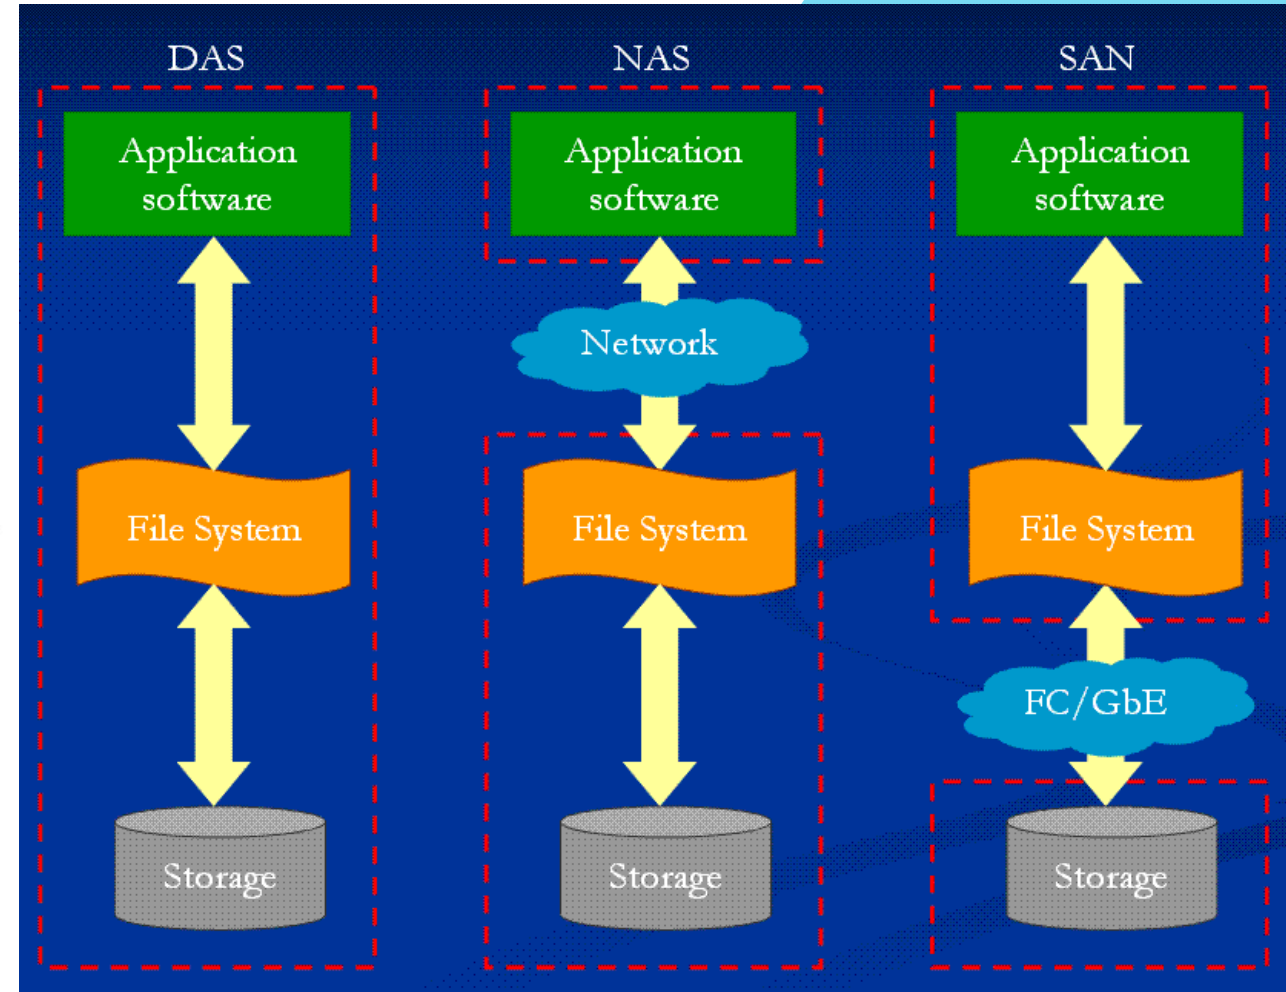 DAS
NAS
SAN
Application
software
Application
software
Application
software
Network
File System
File System
File System
FC/GbE
Storage
Storage
Storage